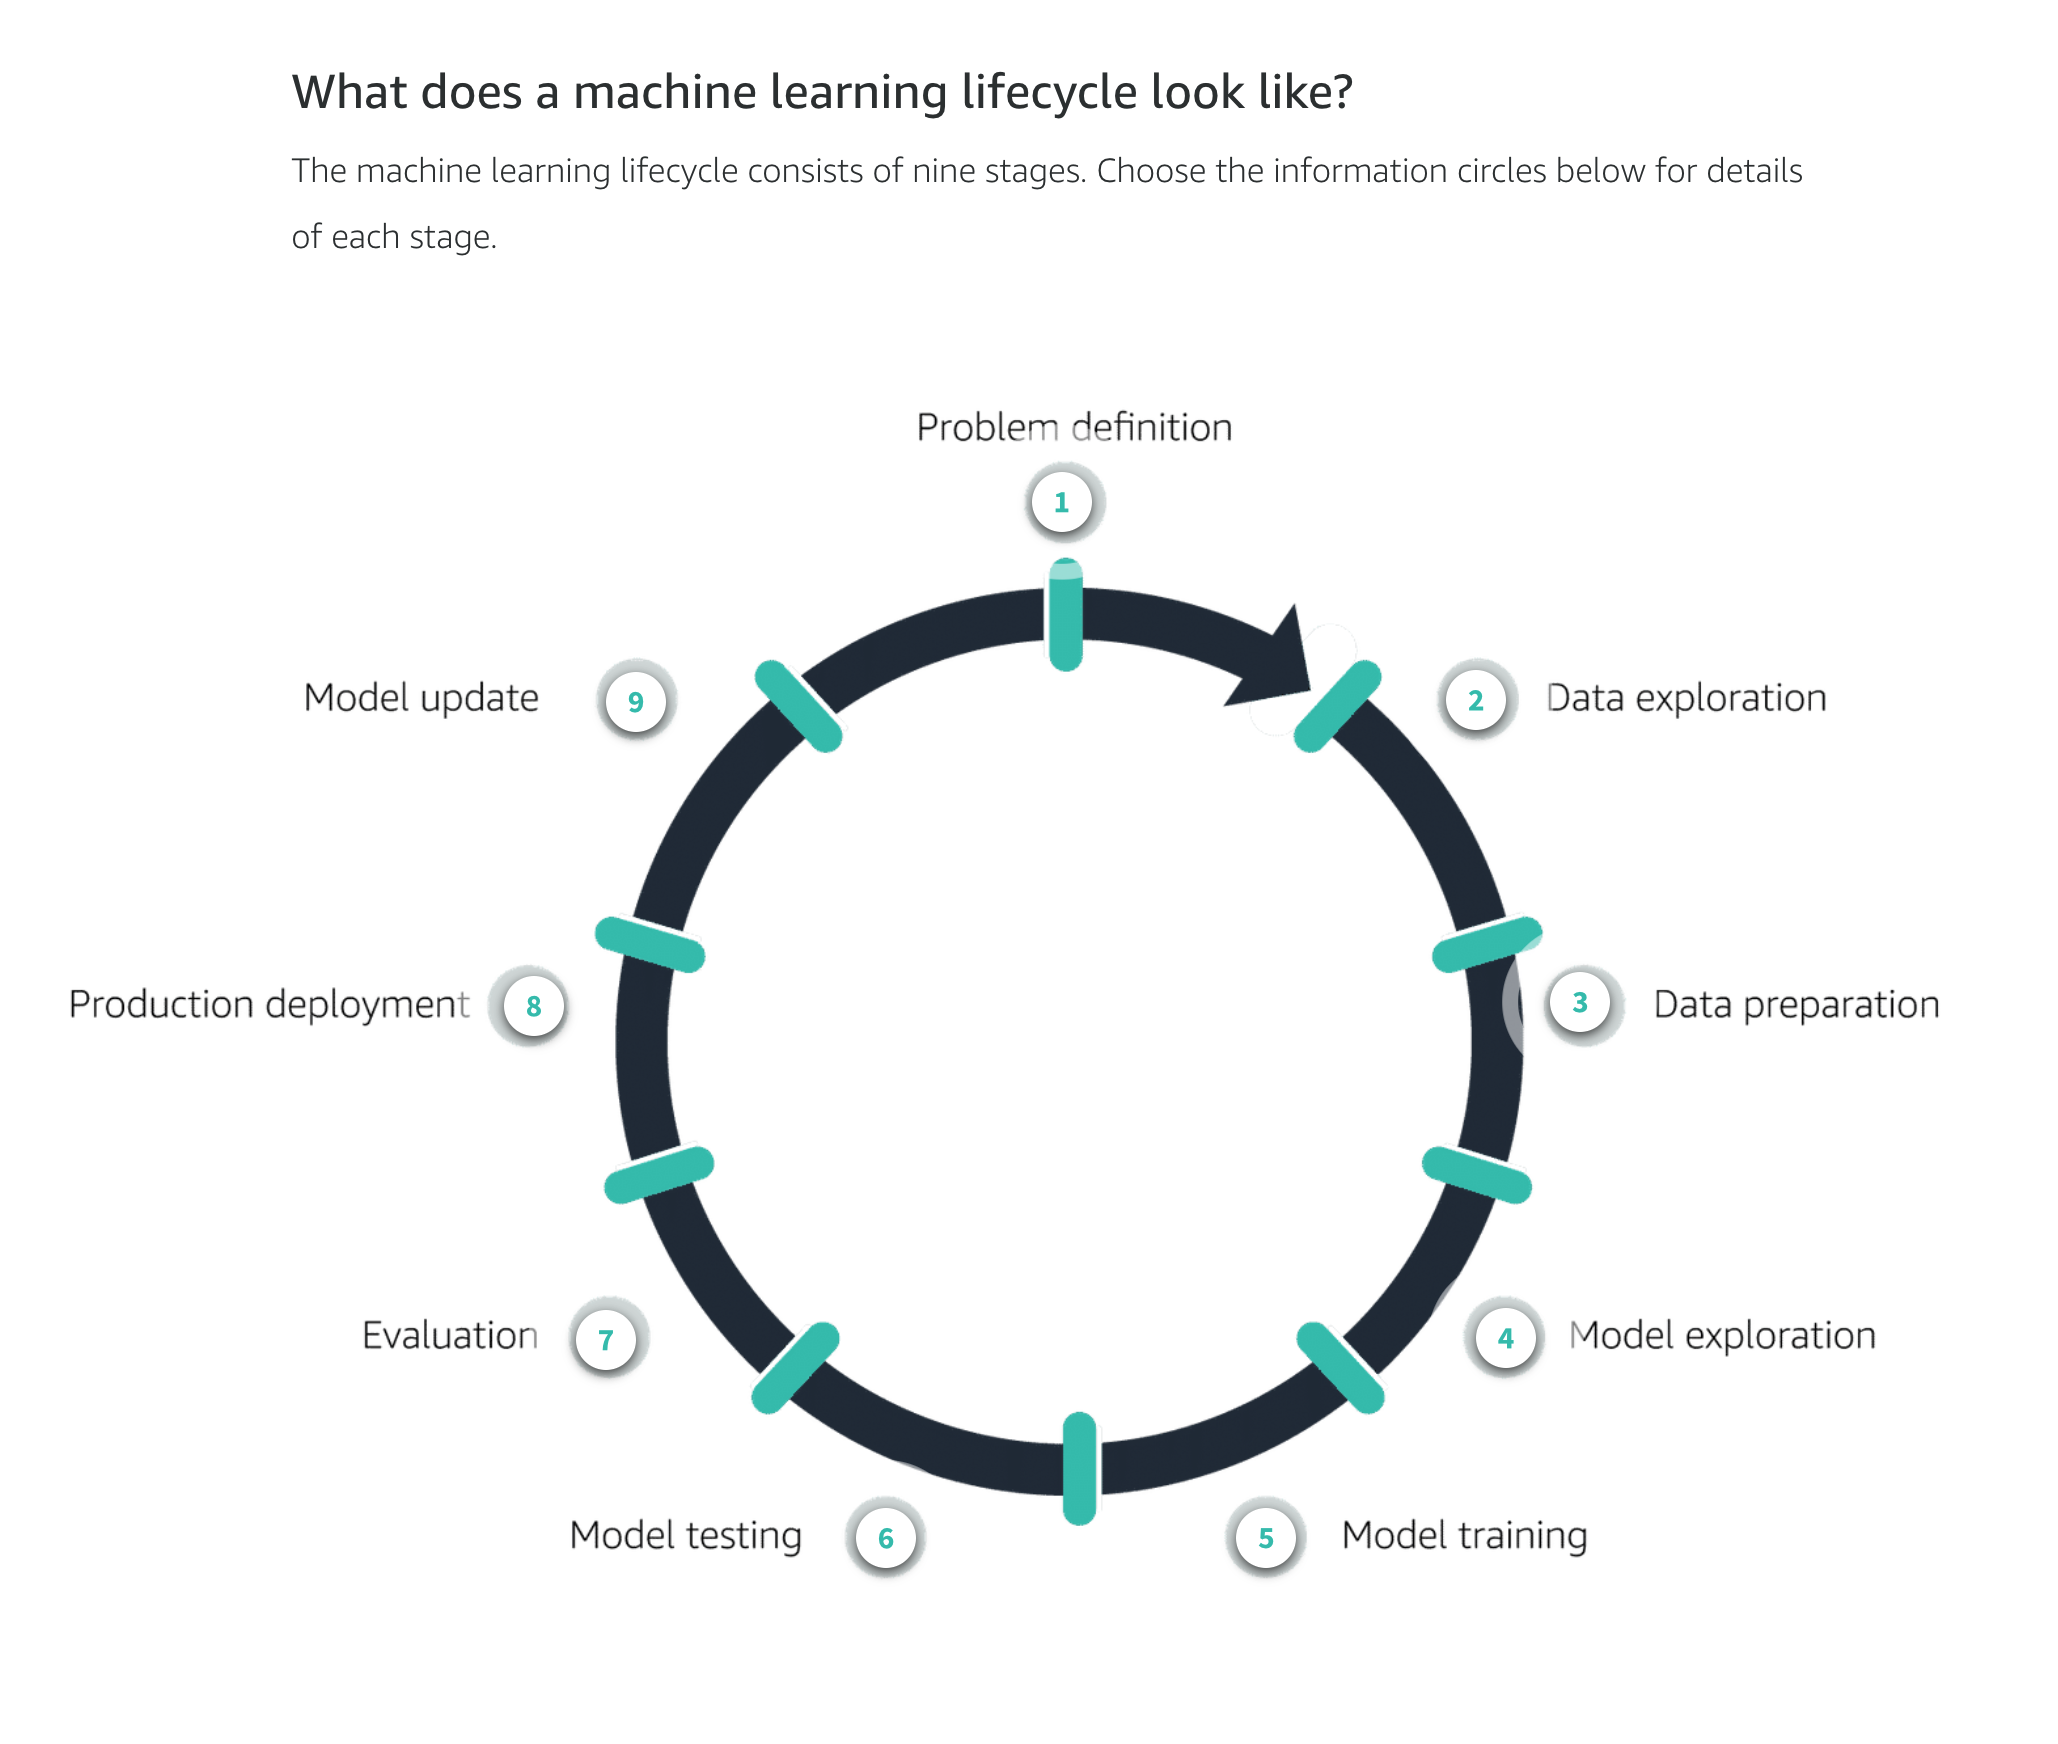 What does a machine learning lifecycle look like?
The machine learning lifecycle consists of nine stages. Choose the information circles below for details
of each stage.
Problem definition
1
2
Data exploration
3
Data preparation
4
Model exploration
5
Model training
6
Model testing
7
Evaluation
8
Production deployment
9
Model update